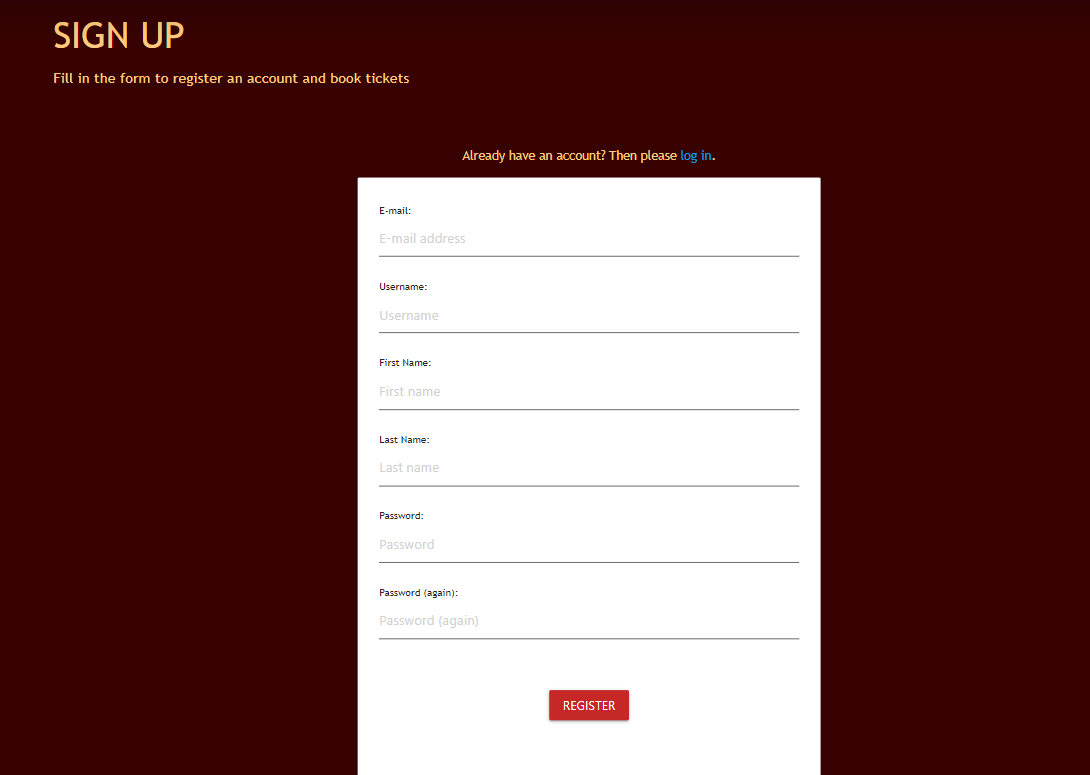 SIGN UP
Fill in the form to register an account and book tickets
Already have an account? Then please log in.
E-mail:
E-mail address
Username:
Username
First Name:
First name
Last Name:
Last name
Password:
Password
Password (again):
Password (again)
REGISTER